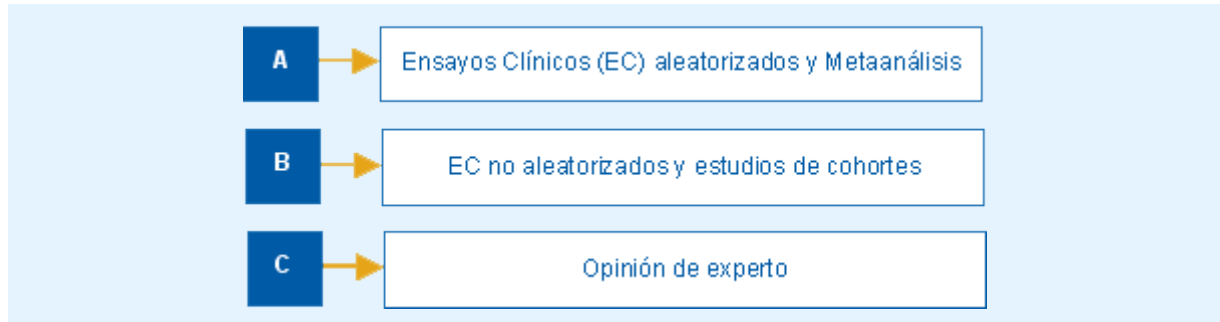 A
Ensayos Clínicos (EC) aleatorizados y Metaanálisis
B
EC no aleatorizados y estudios de cohortes
C
Opinión de experto